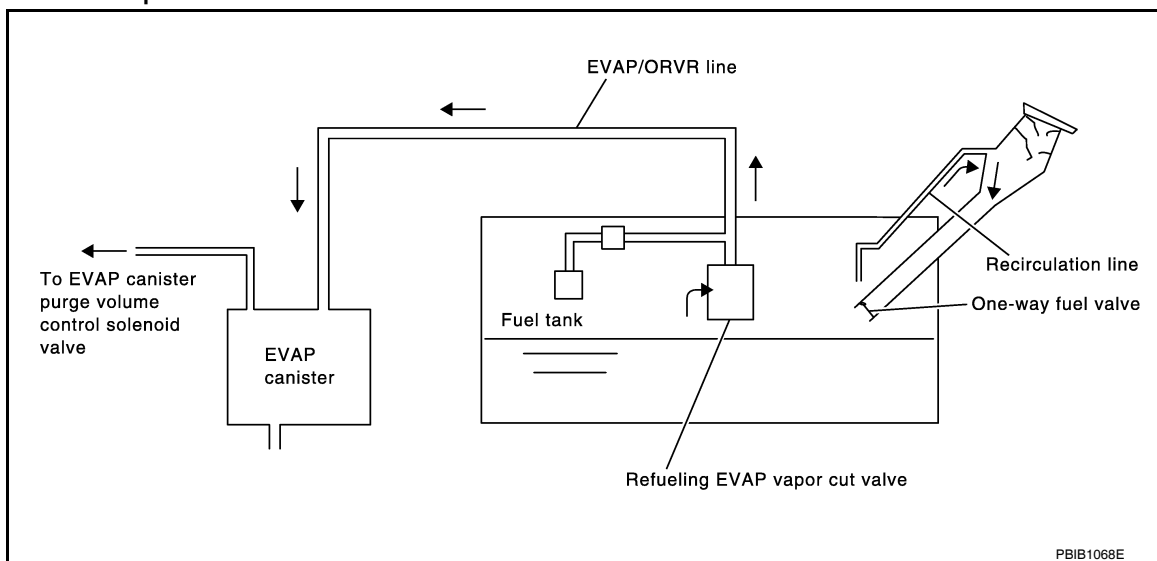 EVAP/ORVR line
Recirculation line
One-way fuel valve
To EVAP canister
purge volume
control solenoid
valve
Fuel tank
EVAP
canister
Refueling EVAP vapor cut valve
PBIB1068E